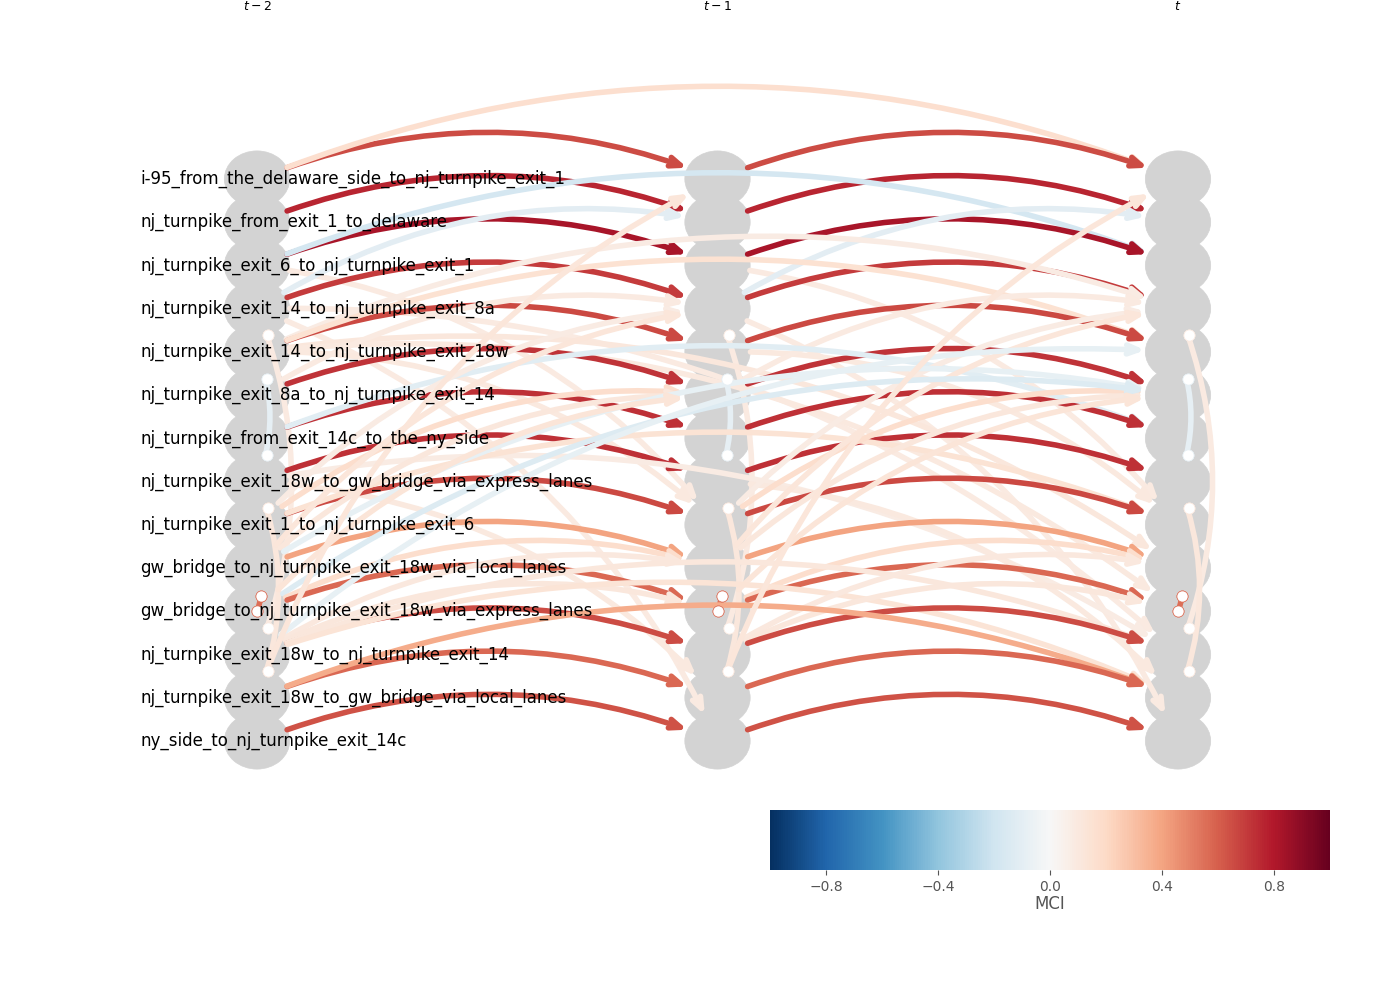 t − 2 t − 1 t
i-95_from_the_delaware_side_to_nj_turnpike_exit_1
nj_turnpike_from_exit_1_to_delaware
nj_turnpike_exit_6_to_nj_turnpike_exit_1
nj_turnpike_exit_14_to_nj_turnpike_exit_8a
nj_turnpike_exit_14_to_nj_turnpike_exit_18w
nj_turnpike_exit_8a_to_nj_turnpike_exit_14
nj_turnpike_from_exit_14c_to_the_ny_side
nj_turnpike_exit_18w_to_gw_bridge_via_express_lanes
nj_turnpike_exit_1_to_nj_turnpike_exit_6
gw_bridge_to_nj_turnpike_exit_18w_via_local_lanes
gw_bridge_to_nj_turnpike_exit_18w_via_express_lanes
nj_turnpike_exit_18w_to_nj_turnpike_exit_14
nj_turnpike_exit_18w_to_gw_bridge_via_local_lanes
ny_side_to_nj_turnpike_exit_14c
−0.8 −0.4 0.0 0.4 0.8
MCI